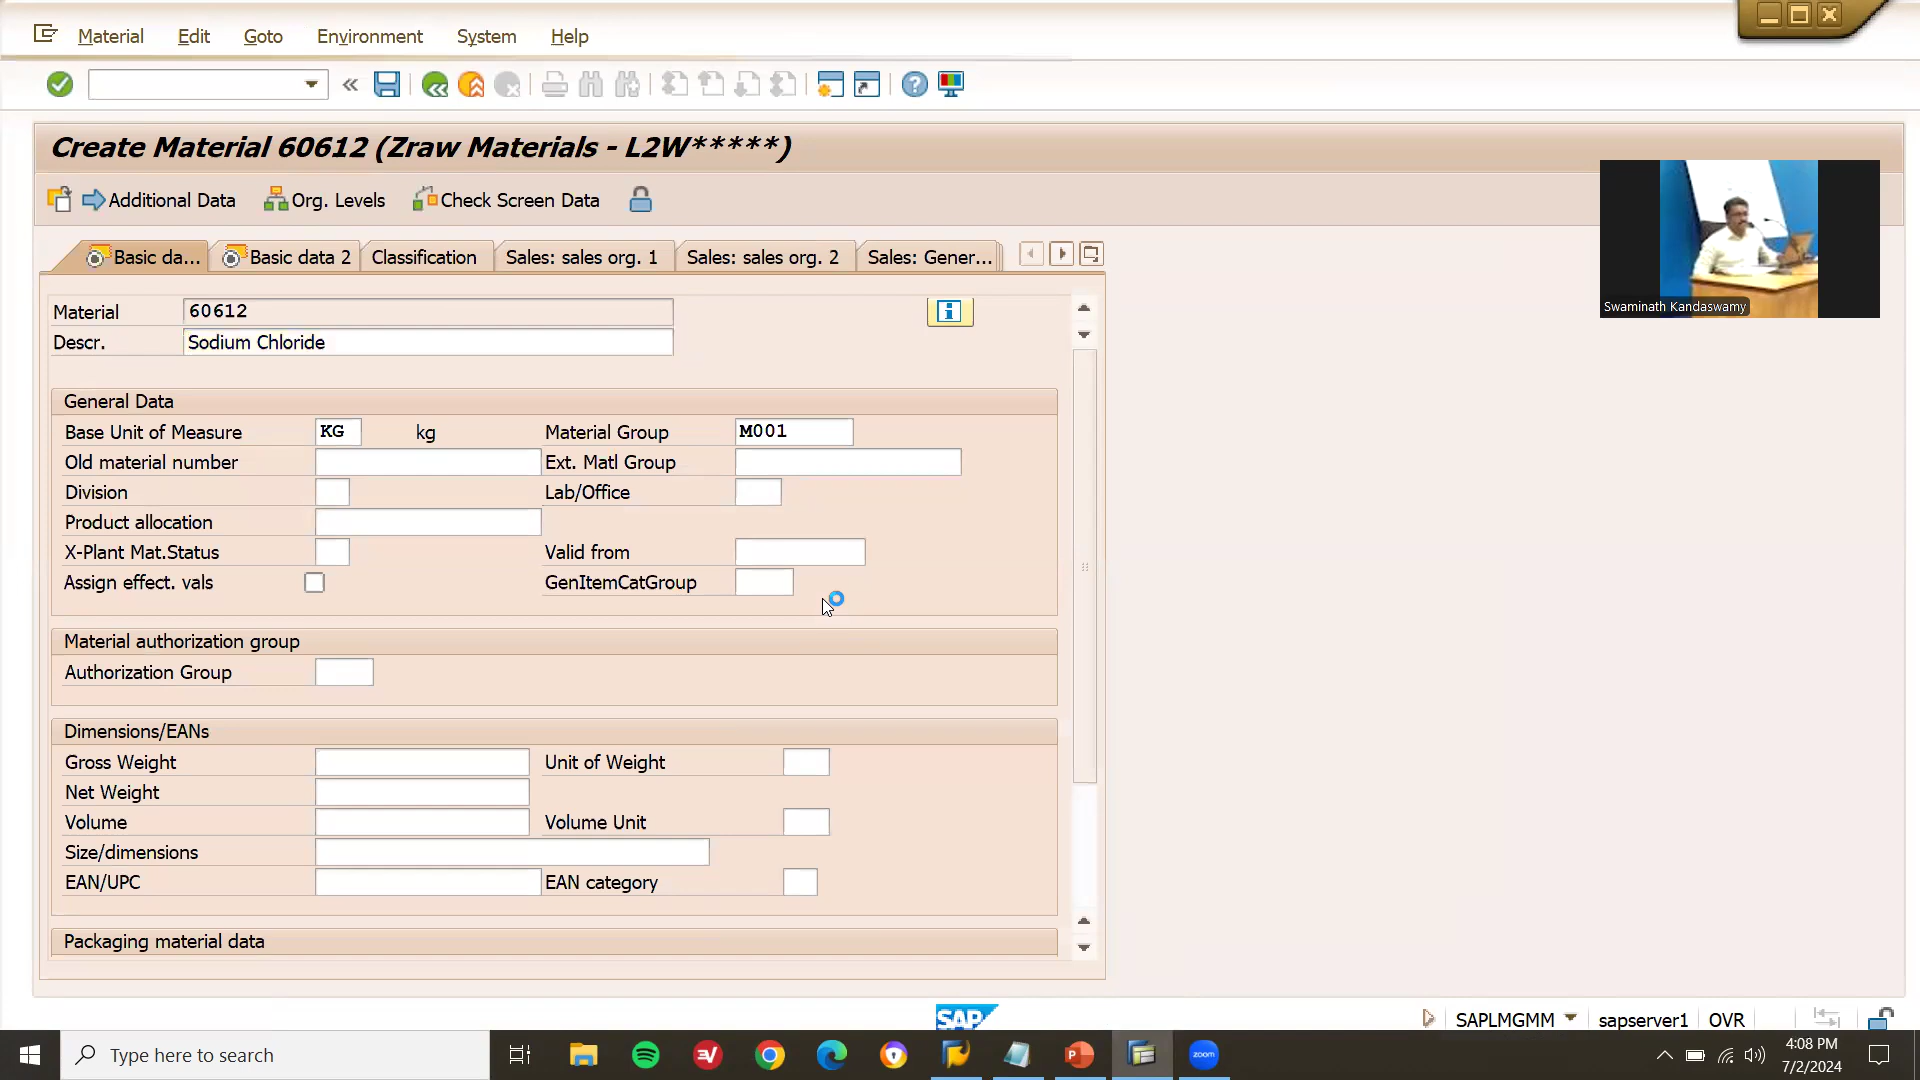 Material Edit Goto Environment System Help
Create Material 60612 (Zraw Materials - L2W*****)
Additional Data Org. Levels Check Screen Data
Basic da... Basic data 2 Classification Sales: sales org. 1 Sales: sales org. 2 Sales: Gener...
Swaminath Kandaswamy
Material 60612
Descr. Sodium Chloride
General Data
Base Unit of Measure KG kg Material Group M001
Old material number Ext. Matl Group
Division Lab/Office
Product allocation
X-Plant Mat.Status Valid from
Assign effect. vals GenItemCatGroup
Material authorization group
Authorization Group
Dimensions/EANs
Gross Weight Unit of Weight
Net Weight
Volume Volume Unit
Size/dimensions
EAN/UPC EAN category
Packaging material data
SAP SAPLMGMM sapserver1 OVR
Type here to search zoom 4:08 PM
7/2/2024